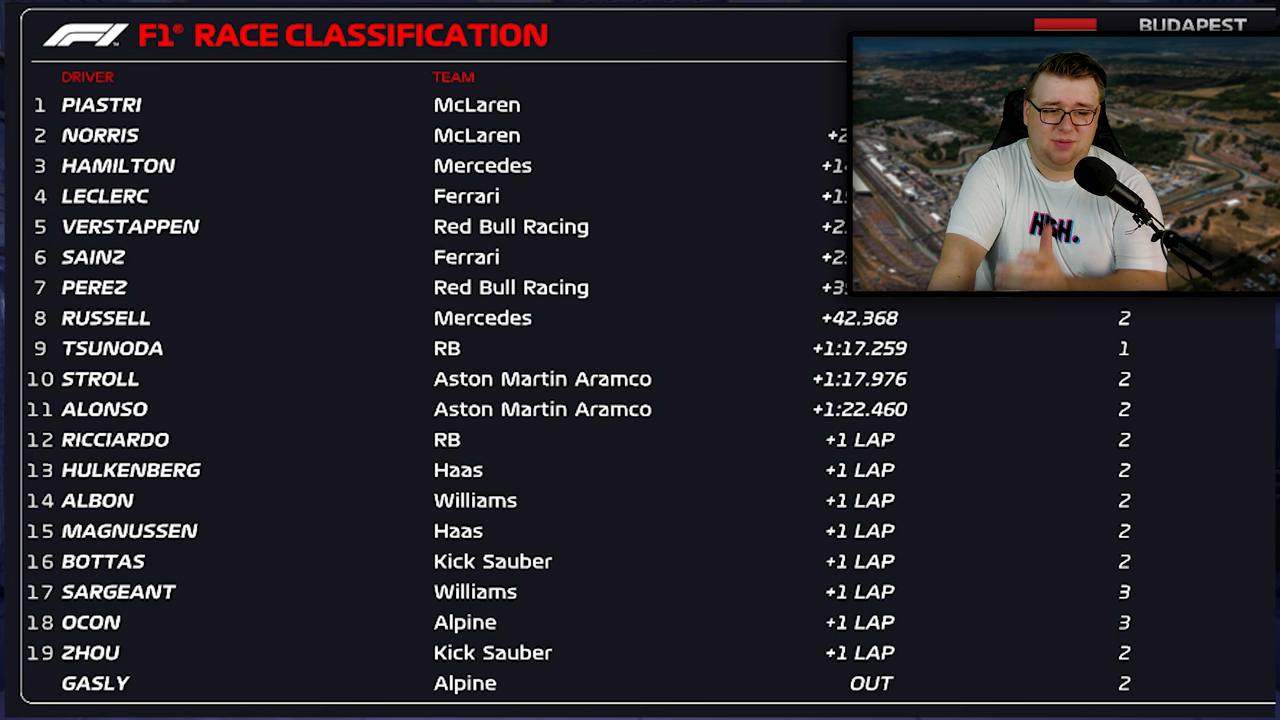 F1® RACE CLASSIFICATION
BUDAPEST
DRIVER TEAM
1 PIASTRI McLaren
2 NORRIS McLaren
3 HAMILTON Mercedes
4 LECLERC Ferrari
5 VERSTAPPEN Red Bull Racing
6 SAINZ Ferrari
7 PEREZ Red Bull Racing
8 RUSSELL Mercedes +42.368 2
9 TSUNODA RB +1:17.259 1
10 STROLL Aston Martin Aramco +1:17.976 2
11 ALONSO Aston Martin Aramco +1:22.460 2
12 RICCIARDO RB +1 LAP 2
13 HULKENBERG Haas +1 LAP 2
14 ALBON Williams +1 LAP 2
15 MAGNUSSEN Haas +1 LAP 2
16 BOTTAS Kick Sauber +1 LAP 2
17 SARGEANT Williams +1 LAP 3
18 OCON Alpine +1 LAP 3
19 ZHOU Kick Sauber +1 LAP 2
GASLY Alpine OUT 2